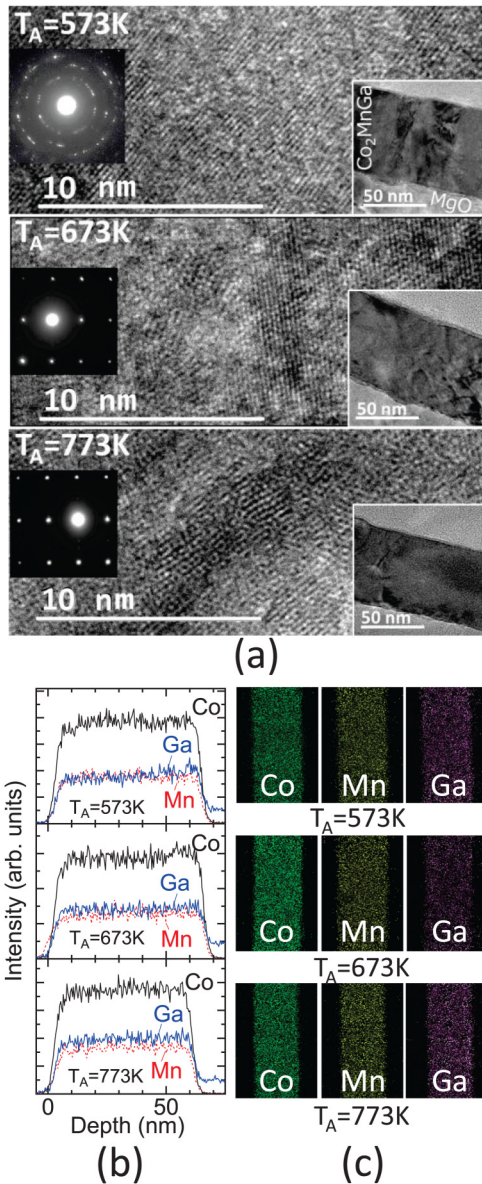 T_A=573K
Co₂MnGa
10 nm
50 nm
MgO
T_A=673K
10 nm
50 nm
T_A=773K
10 nm
50 nm
(a)
Intensity (arb. units)
Co
Ga
Mn
T_A=573K
Co
Ga
Mn
T_A=673K
Co
Ga
Mn
T_A=773K
0 50
Depth (nm)
(b)
Co Mn Ga
T_A=573K
Co Mn Ga
T_A=673K
Co Mn Ga
T_A=773K
(c)